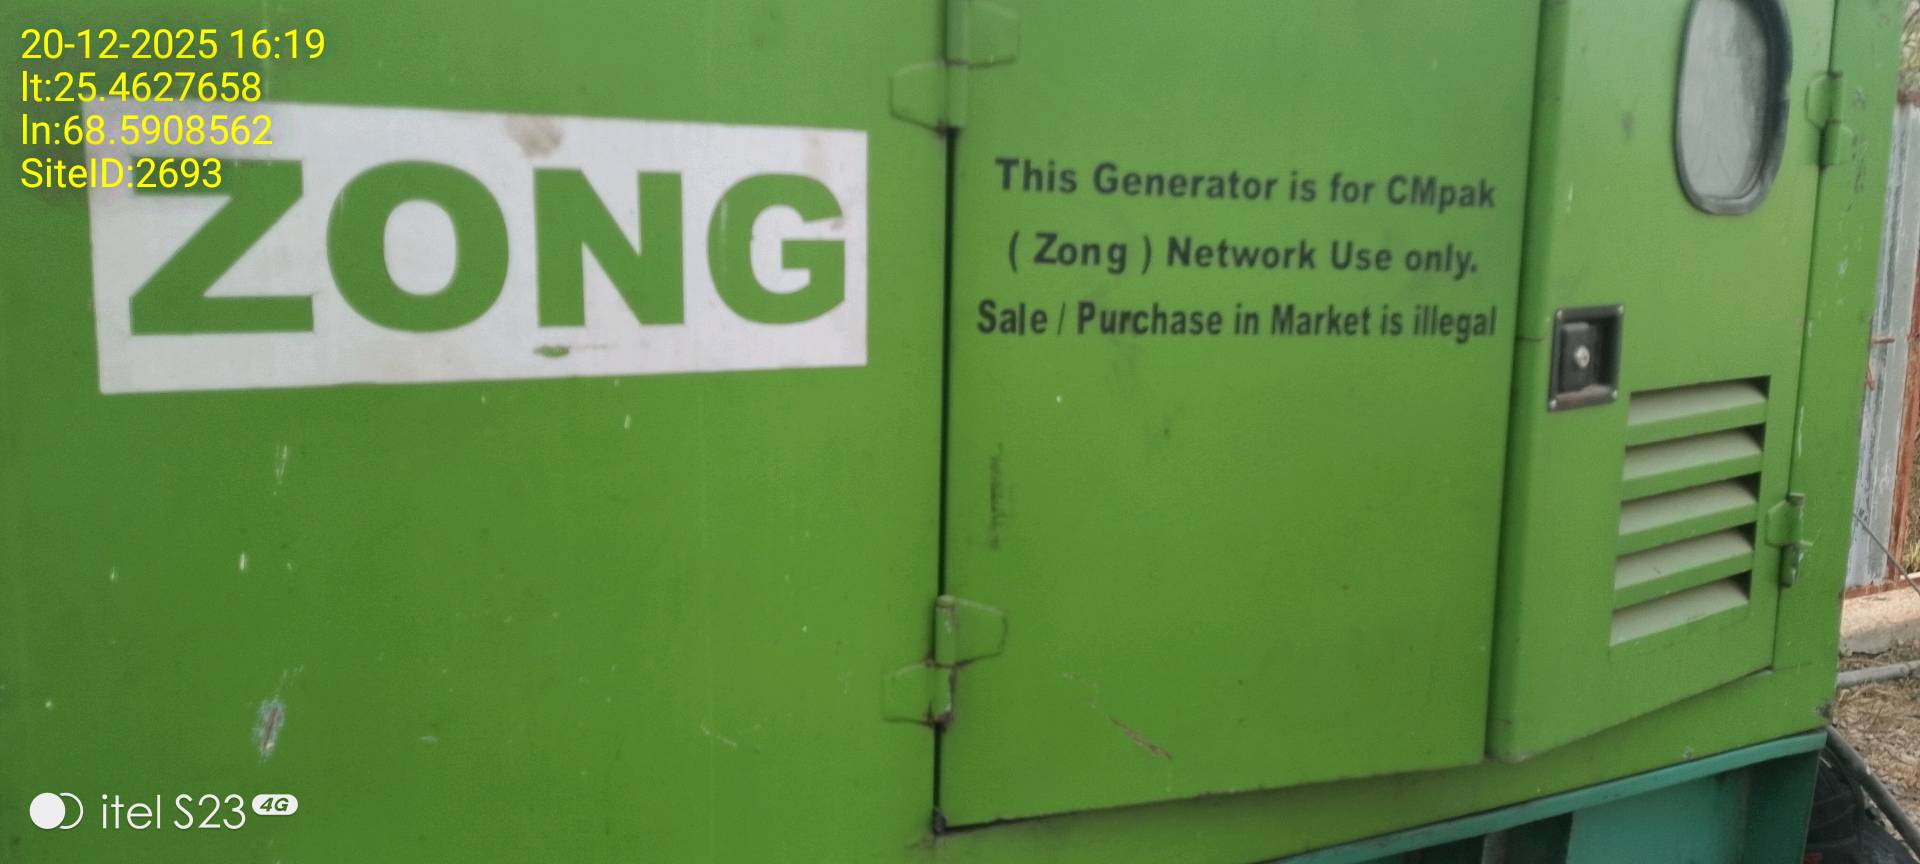 20-12-2025 16:19
lt:25.4627658
ln:68.5908562
SiteID:2693
ZONG
This Generator is for CMpak
( Zong ) Network Use only.
Sale / Purchase in Market is illegal
itel S23 4G